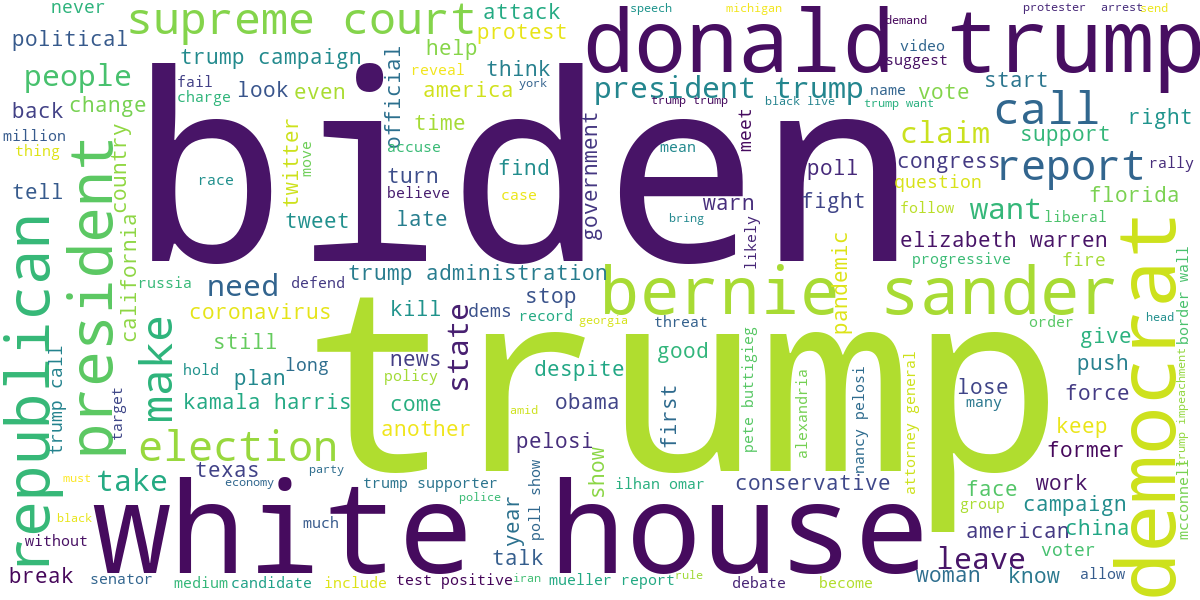 never
supreme court
attack
speech
donald trump
michigan
demand
protester
arrest
send
political
trump campaign
help
protest
video
suggest
people
fail
look
even
official
reveal
think
america
york
president trump
name
vote
start
call
right
back
change
charge
trump trump
black live
trump want
million
thing
country
twitter
move
time
accuse
government
mean
meet
claim
support
biden
tell
race
tweet
turn
believe
late
find
case
bring
warn
poll
fight
congress
question
report
rally
follow
want
liberal
florida
republican
president
california
likely
elizabeth warren
progressive
fire
russia
need
defend
trump administration
bernie sander
pandemic
democrat
border wall
coronavirus
kill
dems
stop
record
georgia
threat
order
head
still
make
hold
long
plan
state
news
policy
despite
good
give
push
trump call
target
kamala harris
trump
come
another
amid
obama
first
pete buttigieg
alexandria
nancy pelosi
attorney general
lose
many
force
keep
election
pelosi
former
mcconnell
trump impeachment
must
take
texas
party
economy
trump supporter
police
year
poll show
show
ilhan omar
conservative
face
work
group
campaign
black
without
white house
much
american
china
talk
leave
voter
break
senator
medium
candidate
include
test positive
iran
mueller report
rule
debate
become
woman
know
allow